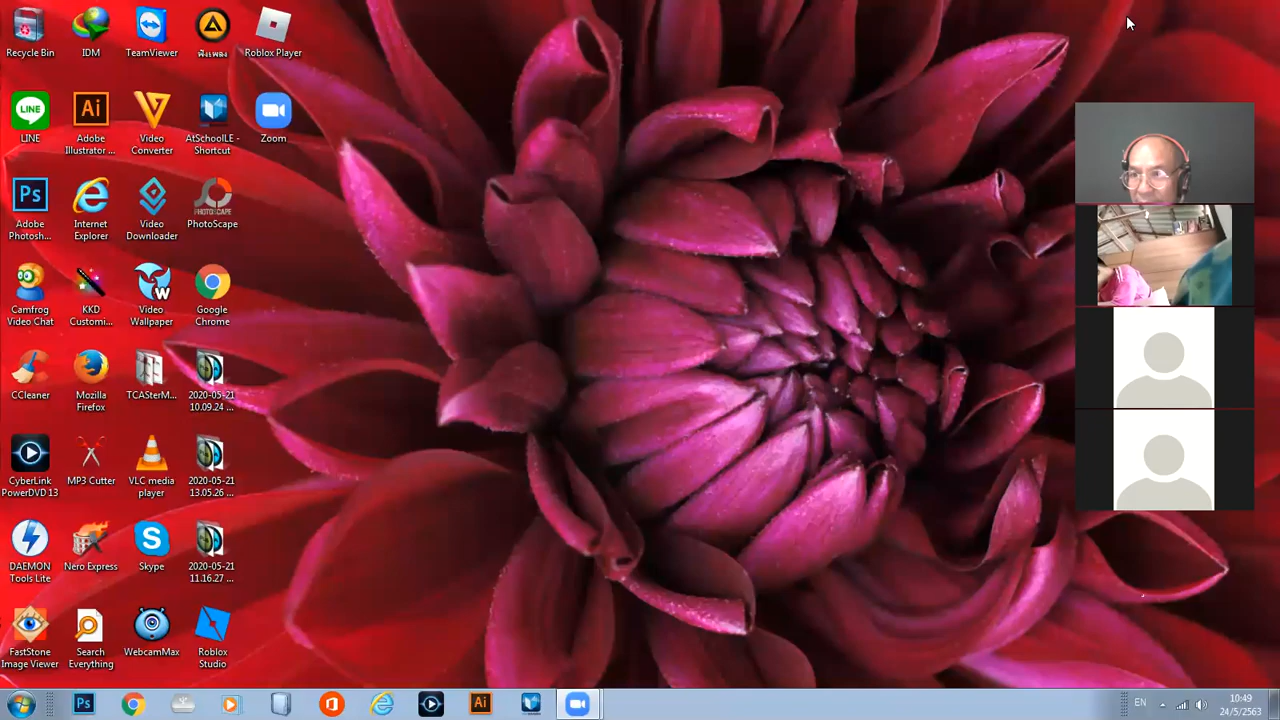 Recycle Bin
IDM
TeamViewer
ฟังเพลง
Roblox Player
LINE
Adobe Illustrator ...
Video Converter
AtSchoolLE - Shortcut
Zoom
Adobe Photosh...
Internet Explorer
Video Downloader
PHOTOSCAPE
PhotoScape
Camfrog Video Chat
KKD Customi...
Video Wallpaper
Google Chrome
CCleaner
Mozilla Firefox
TCASterM...
2020-05-21 10.09.24 ...
CyberLink PowerDVD 13
MP3 Cutter
VLC media player
2020-05-21 13.05.26 ...
DAEMON Tools Lite
Nero Express
Skype
2020-05-21 11.16.27 ...
FastStone Image Viewer
Search Everything
WebcamMax
Roblox Studio
EN
10:49
24/5/2563